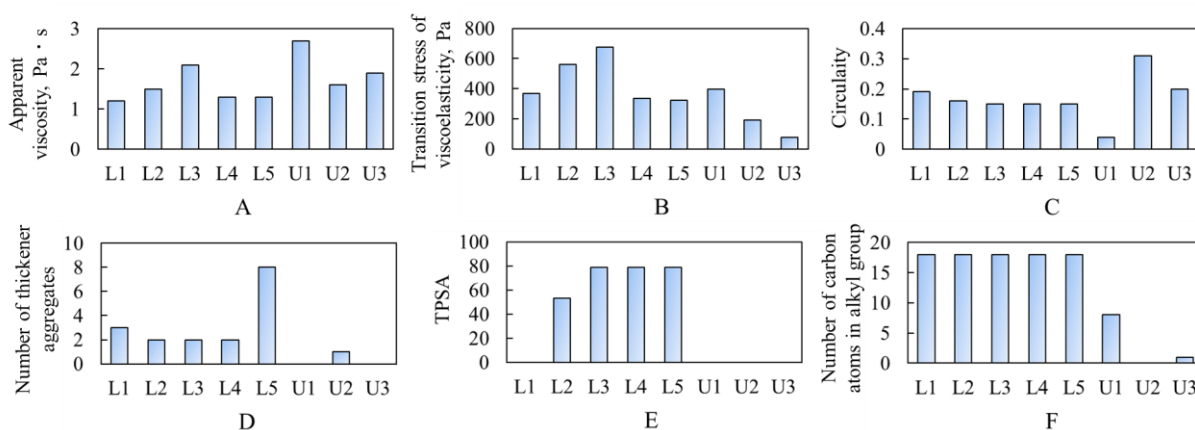 Apparent
viscosity, Pa・s
3
2
1
0
L1 L2 L3 L4 L5 U1 U2 U3
A
Transition stress of
viscoelasticity, Pa
800
600
400
200
0
L1 L2 L3 L4 L5 U1 U2 U3
B
Circulaity
0.4
0.3
0.2
0.1
0
L1 L2 L3 L4 L5 U1 U2 U3
C
Number of thickener
aggregates
10
8
6
4
2
0
L1 L2 L3 L4 L5 U1 U2 U3
D
TPSA
100
80
60
40
20
0
L1 L2 L3 L4 L5 U1 U2 U3
E
Number of carbon
atoms in alkyl group
20
15
10
5
0
L1 L2 L3 L4 L5 U1 U2 U3
F